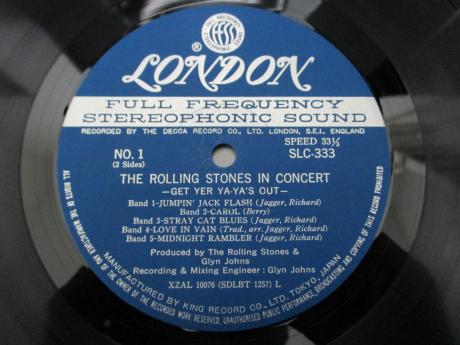 FULL FREQUENCY RANGE RECORDING
ffss
®
LONDON
FULL FREQUENCY
STEREOPHONIC SOUND
RECORDED BY THE DECCA RECORD CO., LTD. LONDON, S.E.I., ENGLAND
SPEED 33⅓
NO. 1
(2 Sides)
SLC-333
THE ROLLING STONES IN CONCERT
—GET YER YA-YA'S OUT—
Band 1-JUMPIN' JACK FLASH (Jagger, Richard)
Band 2-CAROL (Berry)
Band 3-STRAY CAT BLUES (Jagger, Richard)
Band 4-LOVE IN VAIN (Trad., arr. Jagger, Richard)
Band 5-MIDNIGHT RAMBLER (Jagger, Richard)
Produced by The Rolling Stones &
Glyn Johns
Recording & Mixing Engineer : Glyn Johns
XZAL 10076 (SDLBT 1257) L
MANUFACTURED BY KING RECORD CO., LTD. TOKYO, JAPAN
ALL RIGHTS OF THE MANUFACTURER AND OF THE OWNER OF THE RECORDED WORK RESERVED, UNAUTHORISED PUBLIC PERFORMANCE, BROADCASTING AND COPYING OF THIS RECORD PROHIBITED